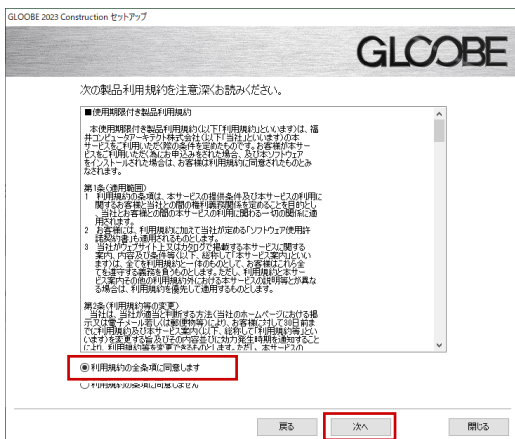 GLOOBE 2023 Construction セットアップ
GLOOBE
次の製品利用規約を注意深くお読みください。
■使用期限付き製品利用規約
本使用期限付き製品利用規約(以下「利用規約」といいます)は、福
井コンピュータアーキテクト株式会社(以下「当社」といいます)の本
サービスをご利用いただく際の条件を定めたものです。お客様が本サー
ビスをご利用いただく為にお申込みをされた場合、及び本ソフトウェア
をインストールされた場合は、お客様は利用規約に同意されたものとみ
なされます。
第1条(適用範囲)
1 利用規約の条項は、本サービスの提供条件及び本サービスの利用に
関するお客様と当社との間の権利義務関係を定めることを目的とし
、当社とお客様との間の本サービスの利用に関わる一切の関係に適
用されます。
2 お客様には、利用規約に加えて当社が定める「ソフトウェア使用許
諾契約書」も適用されるものとします。
3 当社がウェブサイト上又はカタログで掲載する本サービスに関する
案内、内容及び条件等(以下、総称して「本サービス案内」といい
ます)は、全てを利用規約と一体のものとして、お客様はこれら全
てを遵守する義務を負うものとします。ただし、利用規約と本サー
ビス案内その他の利用規約外における本サービスの説明等とが異な
る場合は、利用規約を優先して適用するものとします。
第2条(利用規約等の変更)
当社は、当社が適当と判断する方法(当社のホームページにおける掲
示又は電子メール若しくは郵便物等)により、お客様に対して30日前ま
でに利用規約及び本サービス案内(以下、総称して「利用規約等」とい
います)を変更する旨及びその内容並びに効力発生時期を通知すること
により、利用規約等を変更できるものとします。ただし、本サービスの
利用規約の全条項に同意します
利用規約の条項に同意しません
戻る
次へ
閉じる